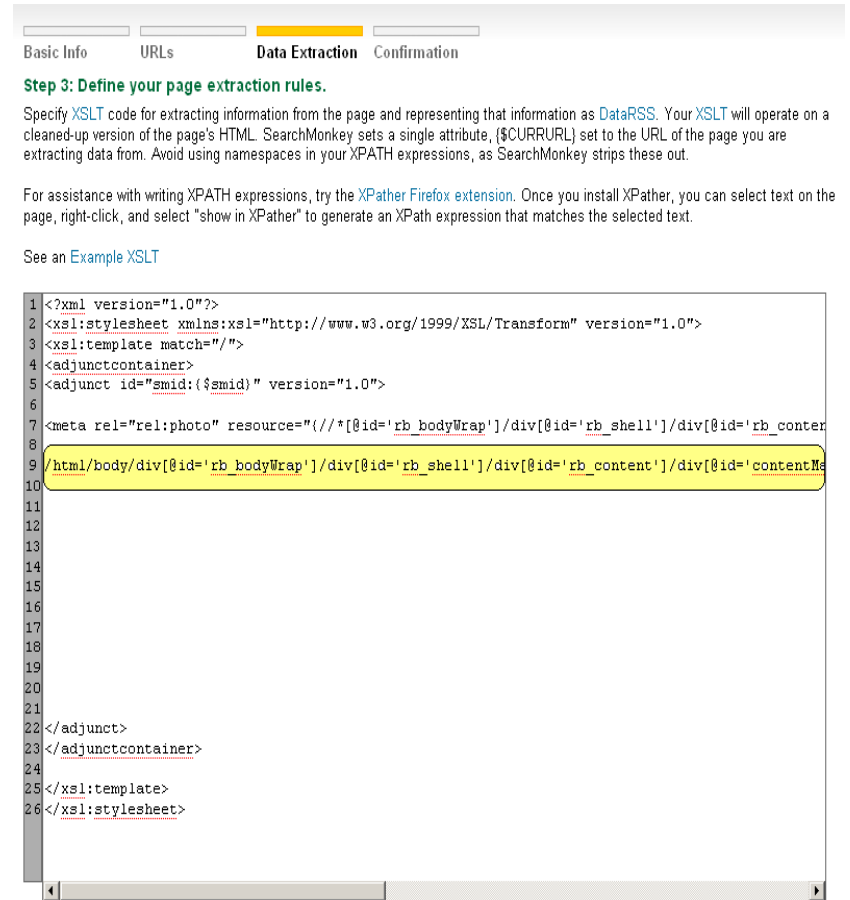 Basic Info URLs Data Extraction Confirmation
Step 3: Define your page extraction rules.
Specify XSLT code for extracting information from the page and representing that information as DataRSS. Your XSLT will operate on a
cleaned-up version of the page's HTML. SearchMonkey sets a single attribute, {$CURRURL} set to the URL of the page you are
extracting data from. Avoid using namespaces in your XPATH expressions, as SearchMonkey strips these out.
For assistance with writing XPATH expressions, try the XPather Firefox extension. Once you install XPather, you can select text on the
page, right-click, and select "show in XPather" to generate an XPath expression that matches the selected text.
See an Example XSLT
1 <?xml version="1.0"?>
2 <xsl:stylesheet xmlns:xsl="http://www.w3.org/1999/XSL/Transform" version="1.0">
3 <xsl:template match="/">
4 <adjunctcontainer>
5 <adjunct id="smid:{$smid}" version="1.0">
6
7 <meta rel="rel:photo" resource="{//*[@id='rb_bodyWrap']/div[@id='rb_shell']/div[@id='rb_conten
8
9 /html/body/div[@id='rb_bodyWrap']/div[@id='rb_shell']/div[@id='rb_content']/div[@id='contentMa
10
11
12
13
14
15
16
17
18
19
20
21
22 </adjunct>
23 </adjunctcontainer>
24
25 </xsl:template>
26 </xsl:stylesheet>